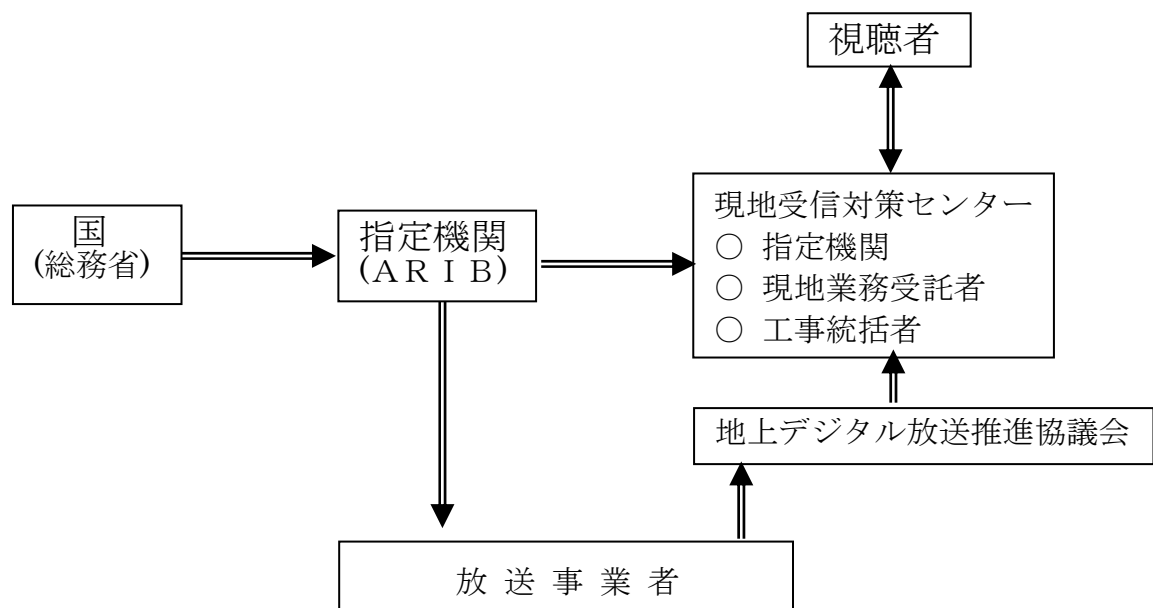 視聴者
国
(総務省)
指定機関
(ＡＲＩＢ)
現地受信対策センター
○ 指定機関
○ 現地業務受託者
○ 工事統括者
地上デジタル放送推進協議会
放 送 事 業 者